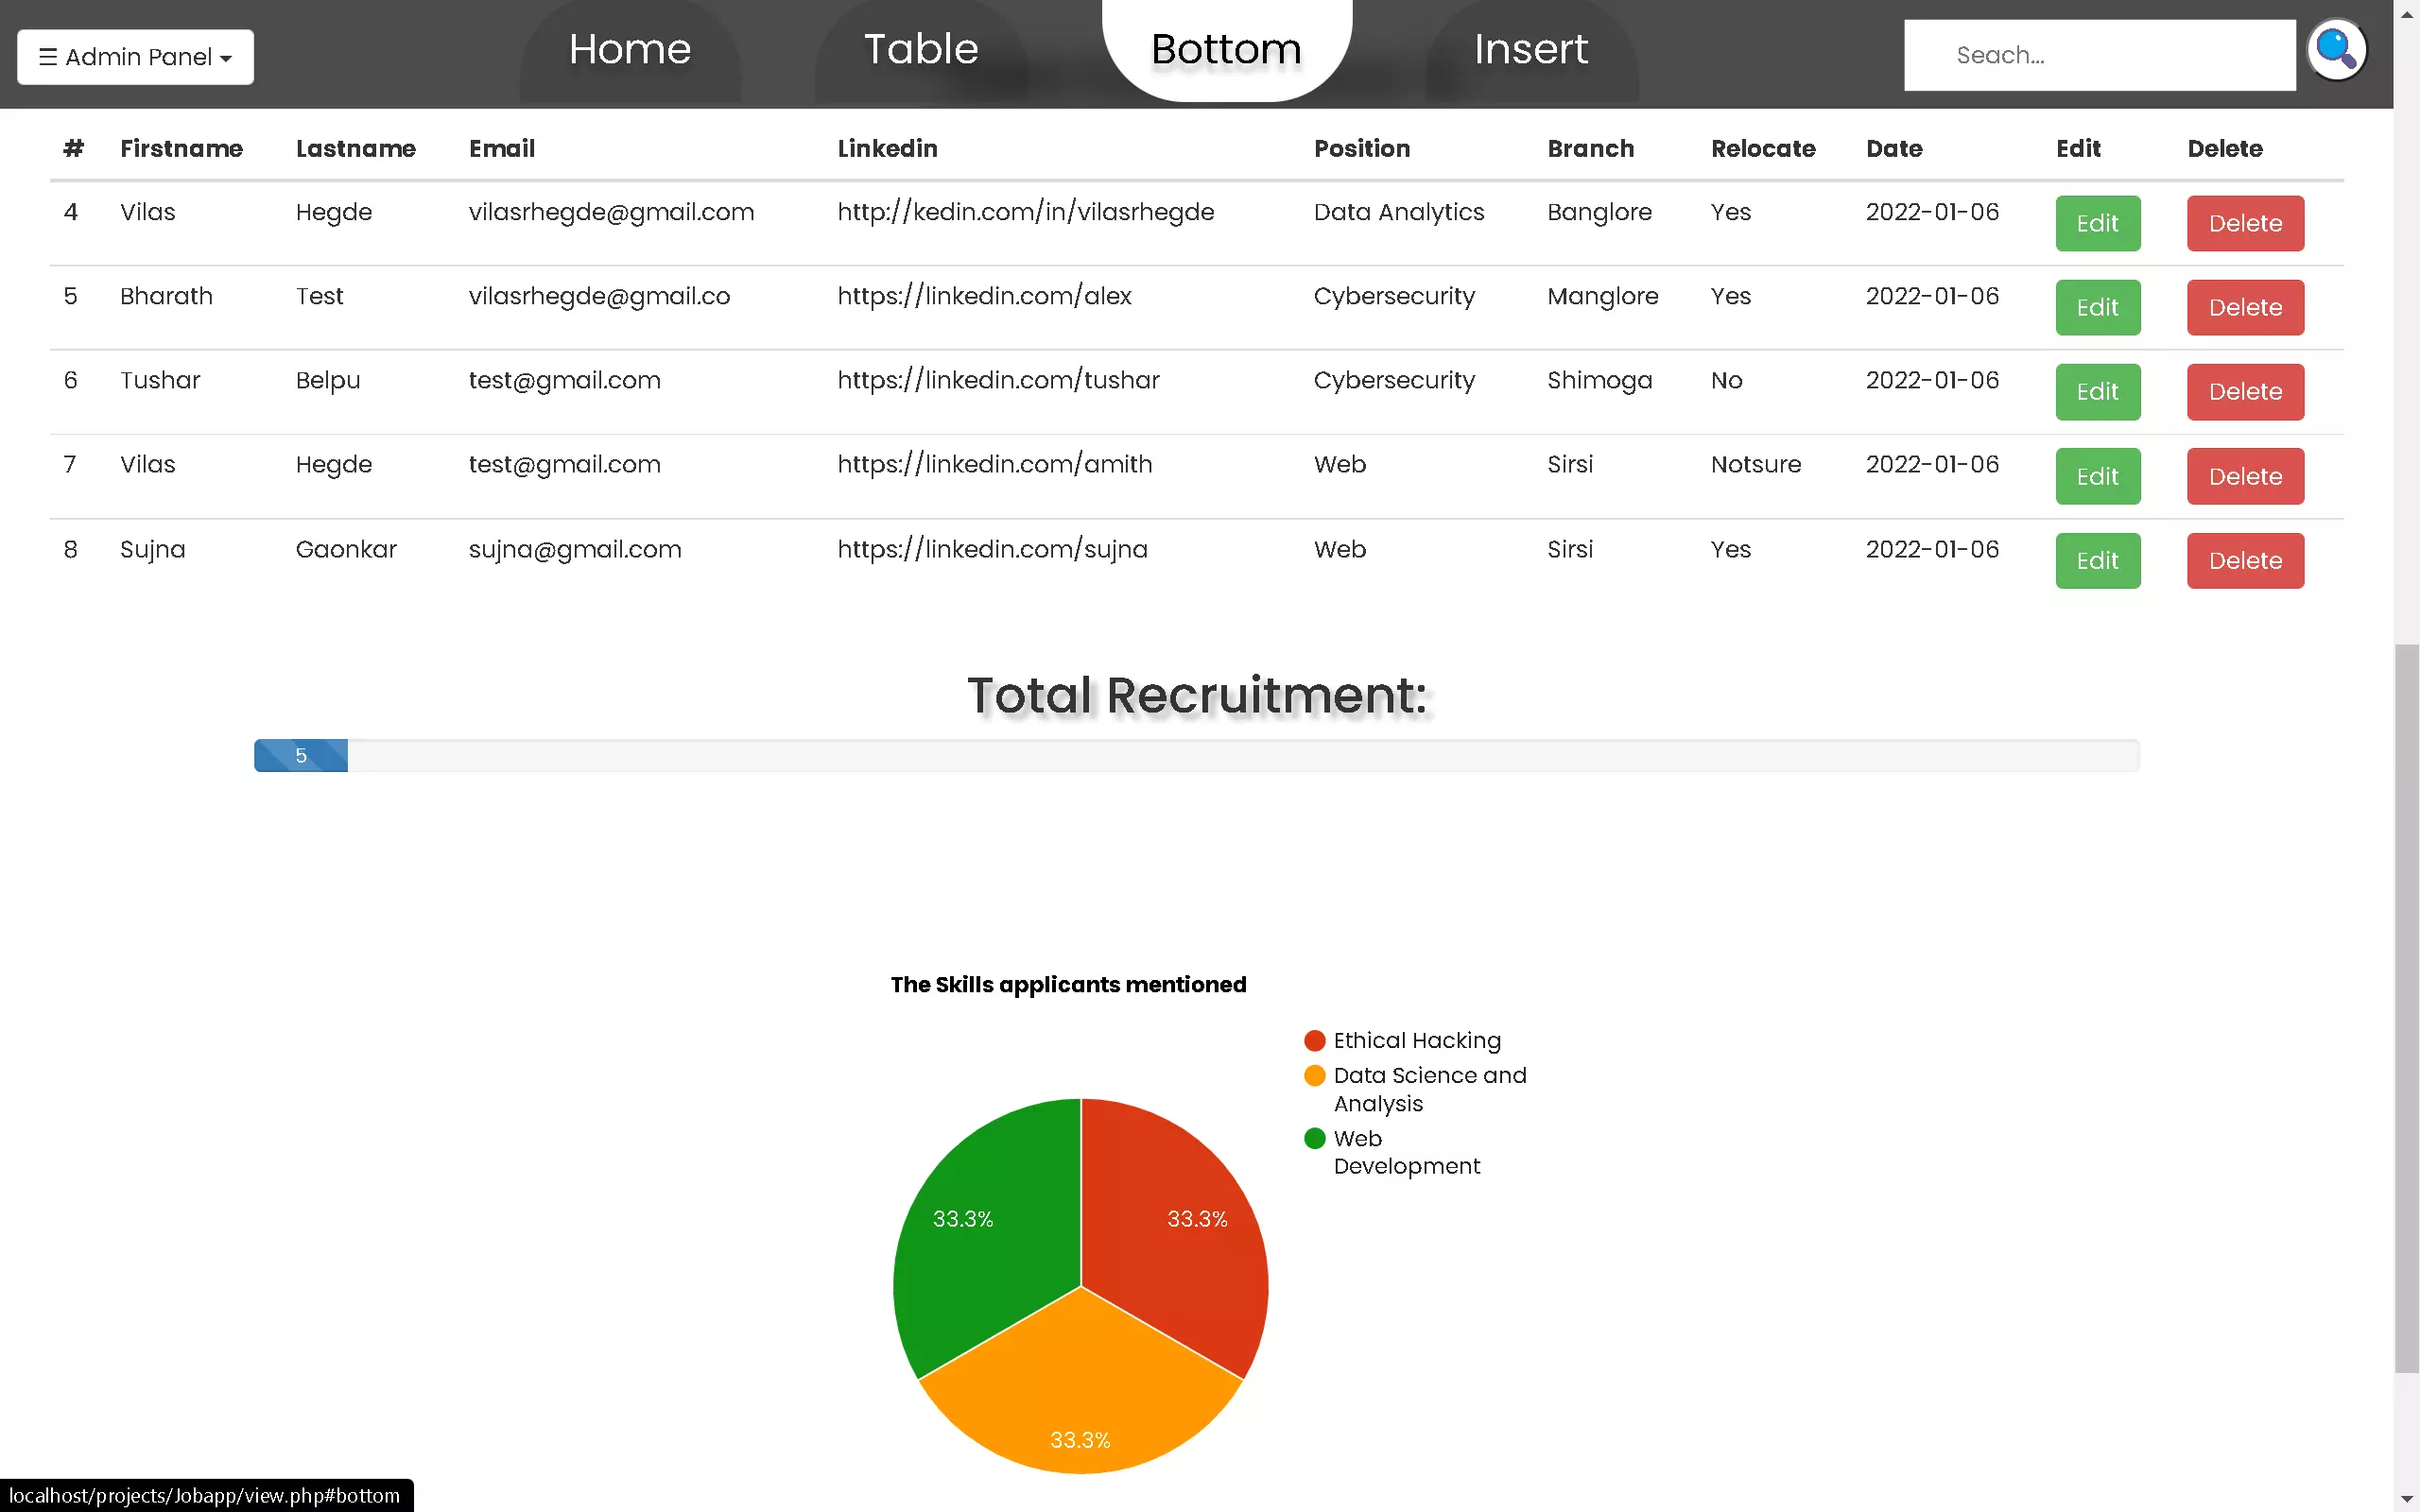 ☰ Admin Panel
Home Table Bottom Insert
Seach...
# Firstname Lastname Email Linkedin Position Branch Relocate Date Edit Delete
4 Vilas Hegde vilasrhegde@gmail.com http://kedin.com/in/vilasrhegde Data Analytics Banglore Yes 2022-01-06 Edit Delete
5 Bharath Test vilasrhegde@gmail.co https://linkedin.com/alex Cybersecurity Manglore Yes 2022-01-06 Edit Delete
6 Tushar Belpu test@gmail.com https://linkedin.com/tushar Cybersecurity Shimoga No 2022-01-06 Edit Delete
7 Vilas Hegde test@gmail.com https://linkedin.com/amith Web Sirsi Notsure 2022-01-06 Edit Delete
8 Sujna Gaonkar sujna@gmail.com https://linkedin.com/sujna Web Sirsi Yes 2022-01-06 Edit Delete
Total Recruitment:
5
The Skills applicants mentioned
Ethical Hacking
Data Science and
Analysis
Web
Development
33.3% 33.3%
33.3%
localhost/projects/Jobapp/view.php#bottom